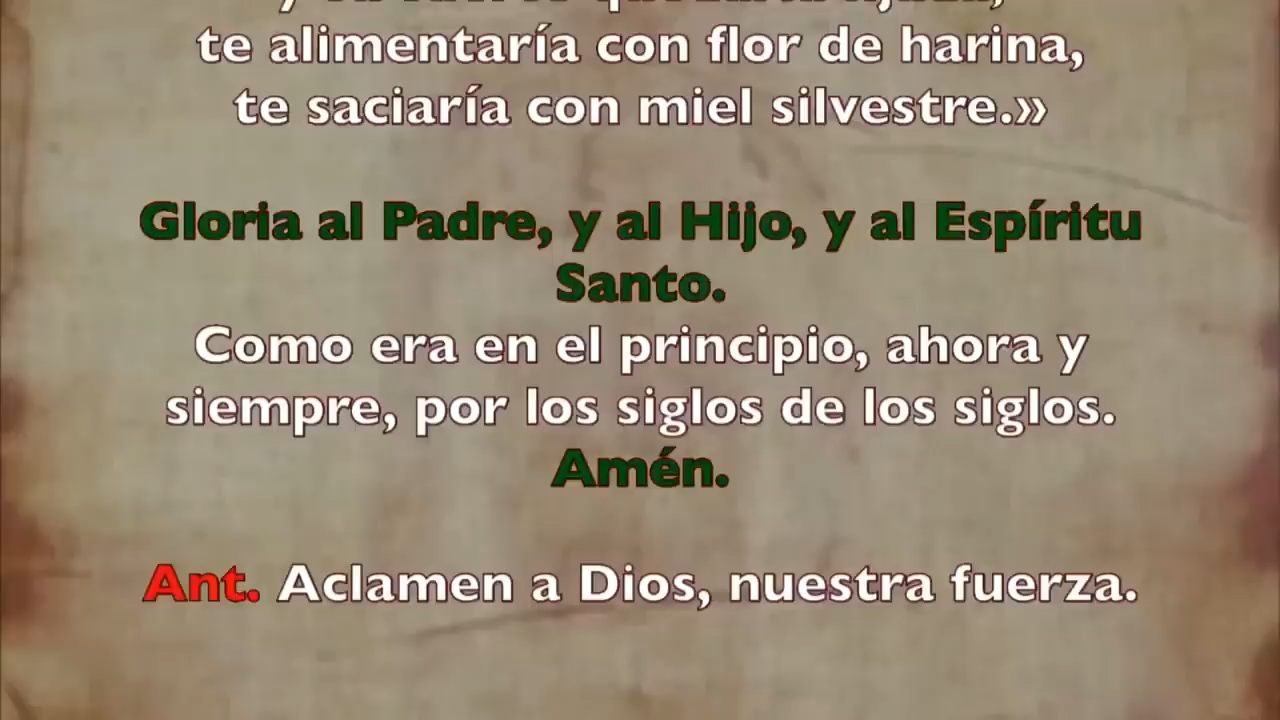 te alimentaría con flor de harina,
te saciaría con miel silvestre.»
Gloria al Padre, y al Hijo, y al Espíritu
Santo.
Como era en el principio, ahora y
siempre, por los siglos de los siglos.
Amén.
Ant. Aclamen a Dios, nuestra fuerza.